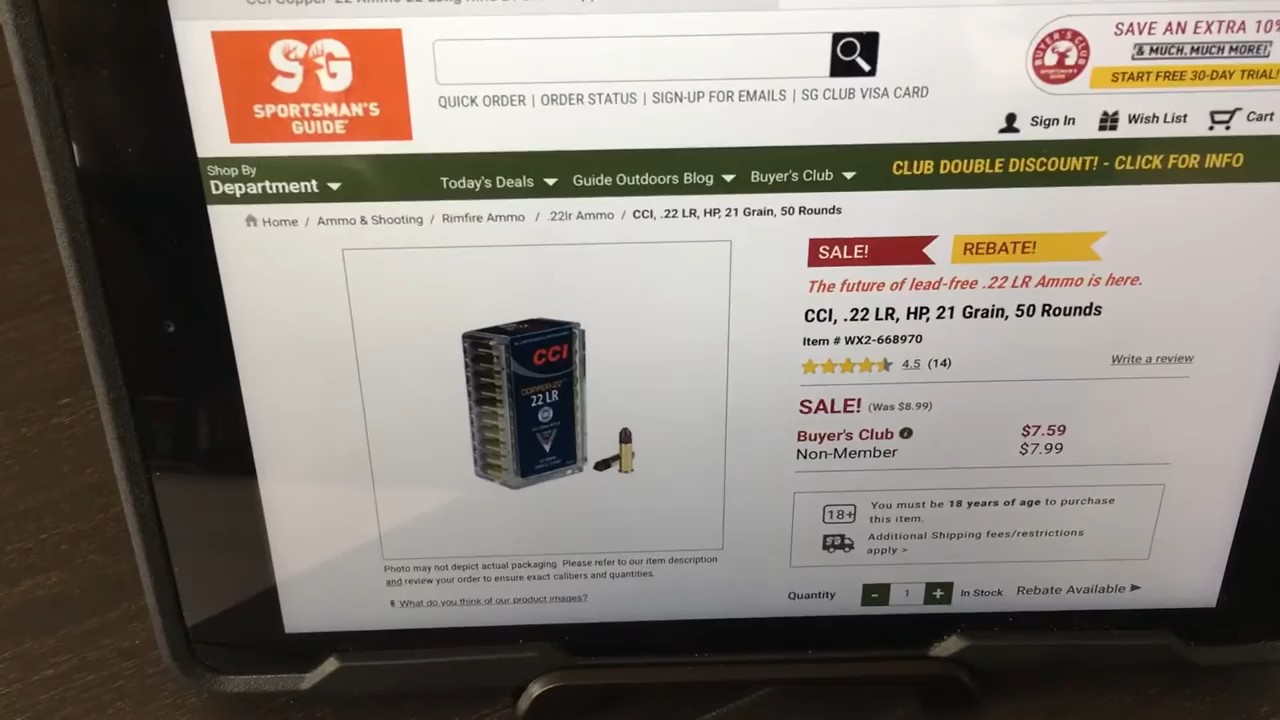 SAVE AN EXTRA 10%
& MUCH, MUCH MORE!
START FREE 30-DAY TRIAL!
BUYER'S CLUB
SG
SPORTSMAN'S
GUIDE
QUICK ORDER | ORDER STATUS | SIGN-UP FOR EMAILS | SG CLUB VISA CARD
Sign In
Wish List
Cart
Shop By
Department
Today's Deals
Guide Outdoors Blog
Buyer's Club
CLUB DOUBLE DISCOUNT! - CLICK FOR INFO
Home / Ammo & Shooting / Rimfire Ammo / .22lr Ammo / CCI, .22 LR, HP, 21 Grain, 50 Rounds
SALE!
REBATE!
The future of lead-free .22 LR Ammo is here.
CCI, .22 LR, HP, 21 Grain, 50 Rounds
Item # WX2-668970
4.5 (14)
Write a review
SALE! (Was $8.99)
Buyer's Club $7.59
Non-Member $7.99
18+
You must be 18 years of age to purchase
this item.
Additional Shipping fees/restrictions
apply >
Quantity - 1 + In Stock Rebate Available
CCI
COPPER-22
22 LR
Photo may not depict actual packaging. Please refer to our item description
and review your order to ensure exact calibers and quantities.
What do you think of our product images?